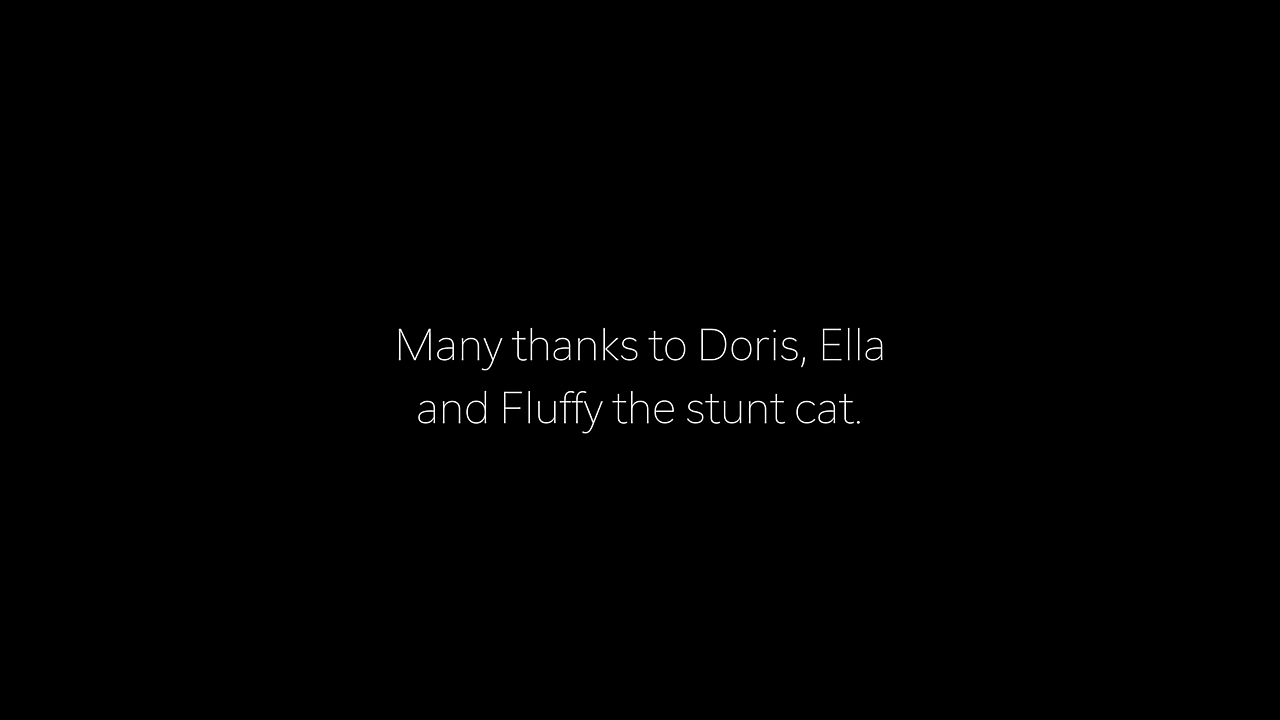 Many thanks to Doris, Ella
and Fluffy the stunt cat.